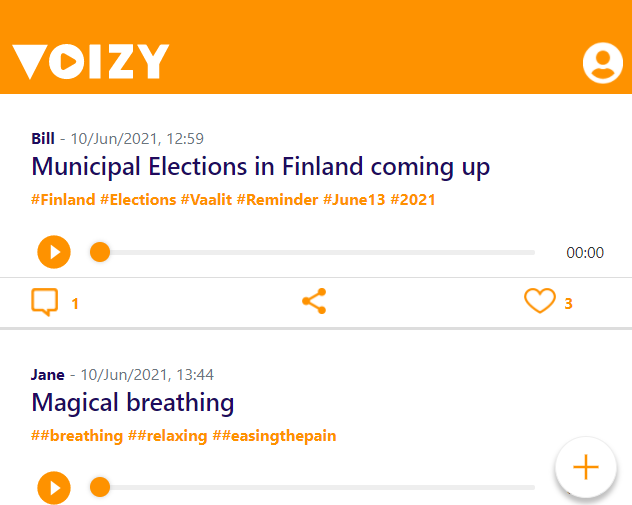 VOIZY
Bill - 10/Jun/2021, 12:59
Municipal Elections in Finland coming up
#Finland #Elections #Vaalit #Reminder #June13 #2021
00:00
1 3
Jane - 10/Jun/2021, 13:44
Magical breathing
##breathing ##relaxing ##easingthepain